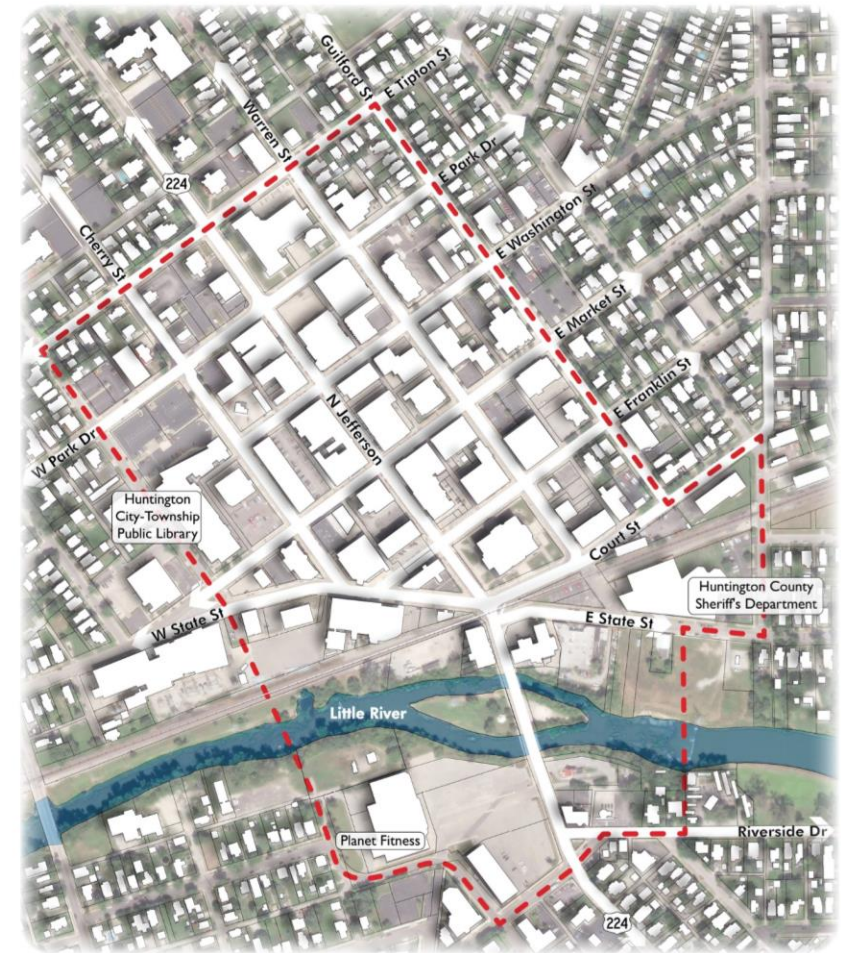 Guilford St
E Tipton St
Warren St
E Park Dr
224
E Washington St
Cherry St
E Market St
E Franklin St
N Jefferson
W Park Dr
Huntington
City-Township
Public Library
Court St
Huntington County
Sheriff's Department
W State St
E State St
Little River
Planet Fitness
Riverside Dr
224